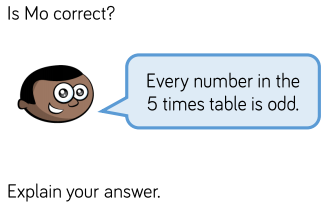 Is Mo correct?
Every number in the
5 times table is odd.
Explain your answer.